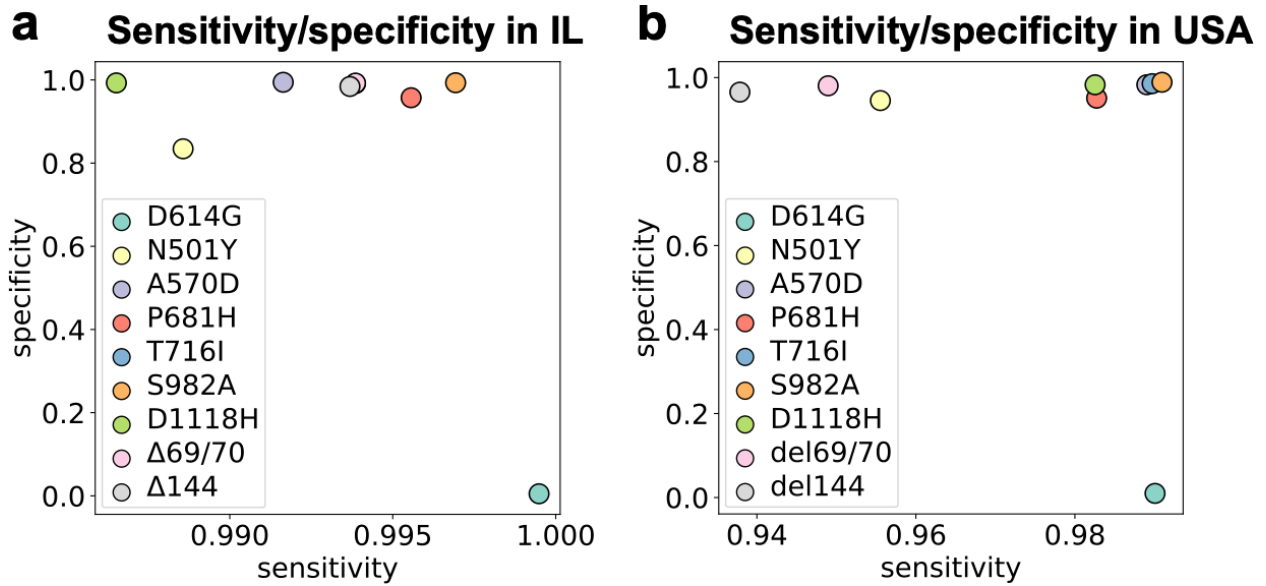 a Sensitivity/specificity in IL
1.0
0.8
0.6
0.4
0.2
0.0
specificity
D614G
N501Y
A570D
P681H
T716I
S982A
D1118H
Δ69/70
Δ144
0.990 0.995 1.000
sensitivity
b Sensitivity/specificity in USA
1.0
0.8
0.6
0.4
0.2
0.0
specificity
D614G
N501Y
A570D
P681H
T716I
S982A
D1118H
del69/70
del144
0.94 0.96 0.98
sensitivity